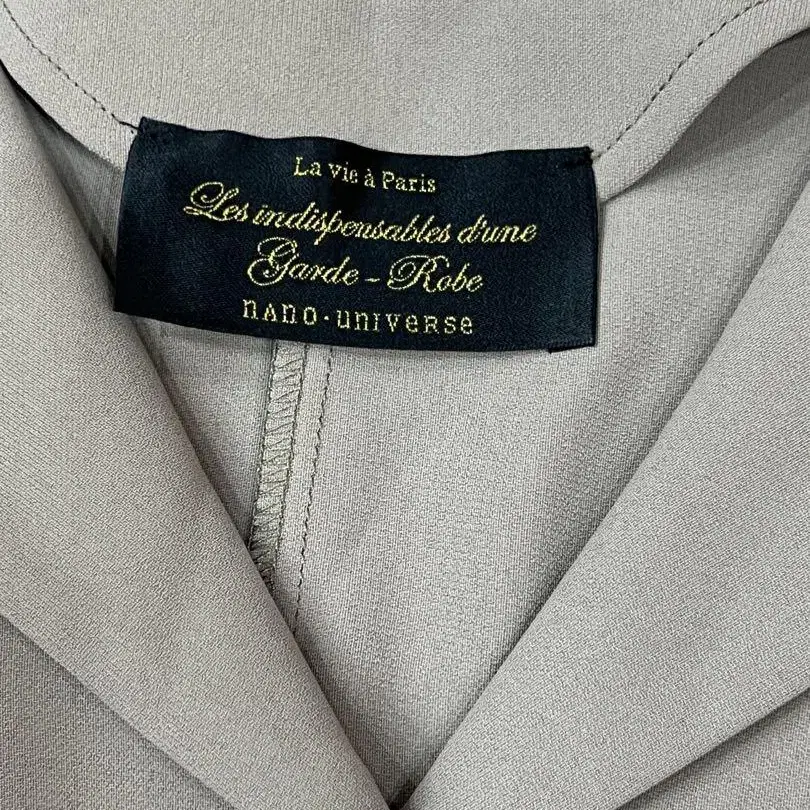 La vie à Paris
Les indispensables d'une
Garde - Robe
nano·universe